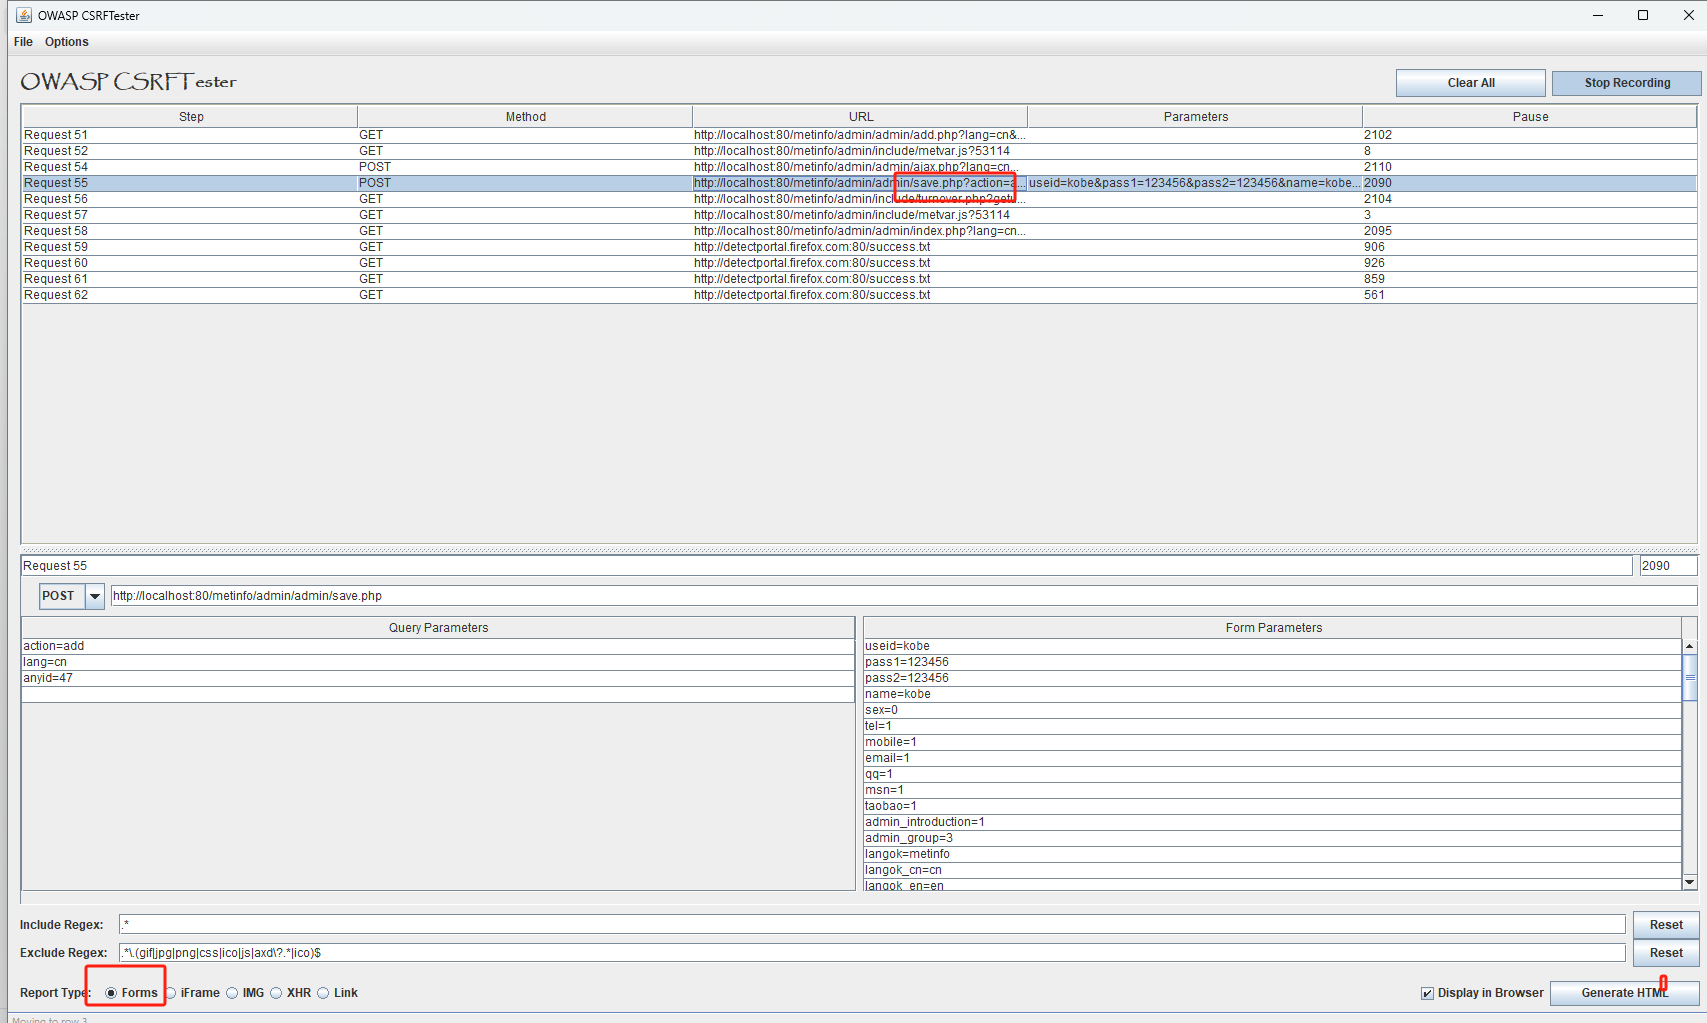 OWASP CSRFTester
File Options
OWASP CSRFTester
Clear All Stop Recording
Step Method URL Parameters Pause
Request 51 GET http://localhost:80/metinfo/admin/admin/add.php?lang=cn&... 2102
Request 52 GET http://localhost:80/metinfo/admin/include/metvar.js?53114 8
Request 54 POST http://localhost:80/metinfo/admin/admin/ajax.php?lang=cn... 2110
Request 55 POST http://localhost:80/metinfo/admin/admin/save.php?action=a... useid=kobe&pass1=123456&pass2=123456&name=kobe... 2090
Request 56 GET http://localhost:80/metinfo/admin/include/turnover.php?get... 2104
Request 57 GET http://localhost:80/metinfo/admin/include/metvar.js?53114 3
Request 58 GET http://localhost:80/metinfo/admin/admin/index.php?lang=cn... 2095
Request 59 GET http://detectportal.firefox.com:80/success.txt 906
Request 60 GET http://detectportal.firefox.com:80/success.txt 926
Request 61 GET http://detectportal.firefox.com:80/success.txt 859
Request 62 GET http://detectportal.firefox.com:80/success.txt 561
Request 55 2090
POST http://localhost:80/metinfo/admin/admin/save.php
Query Parameters Form Parameters
action=add useid=kobe
lang=cn pass1=123456
anyid=47 pass2=123456
name=kobe
sex=0
tel=1
mobile=1
email=1
qq=1
msn=1
taobao=1
admin_introduction=1
admin_group=3
langok=metinfo
langok_cn=cn
langok_en=en
Include Regex: .* Reset
Exclude Regex: .*\.(gif|jpg|png|css|ico|js|axd\?.*|ico)$ Reset
Report Type: Forms iFrame IMG XHR Link Display in Browser Generate HTML
Moving to row 3